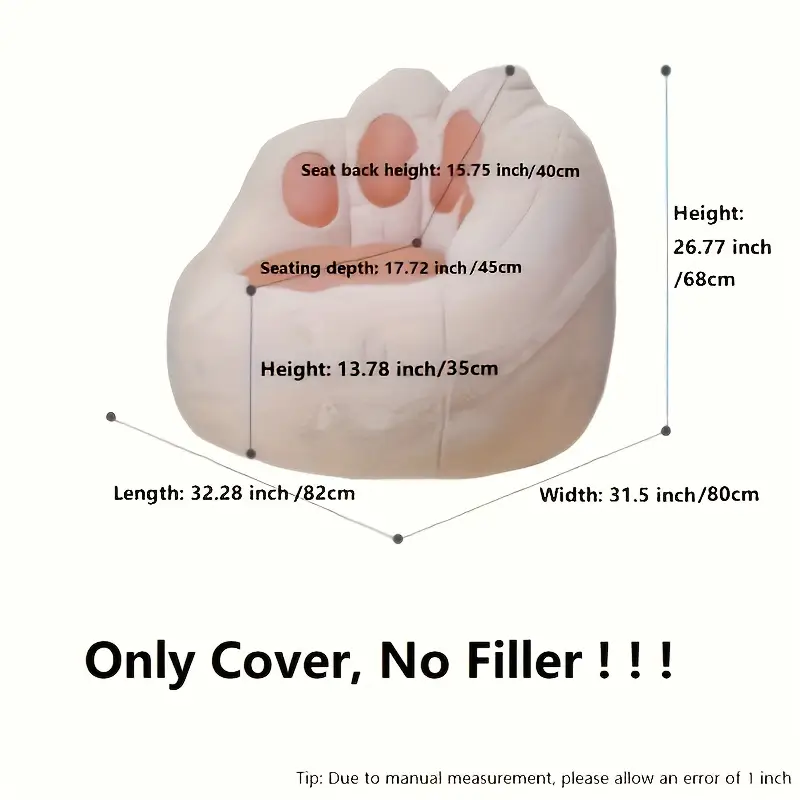 Seat back height: 15.75 inch/40cm
Height:
26.77 inch
/68cm
Seating depth: 17.72 inch/45cm
Height: 13.78 inch/35cm
Length: 32.28 inch/82cm
Width: 31.5 inch/80cm
Only Cover, No Filler ! ! !
Tip: Due to manual measurement, please allow an error of 1 inch